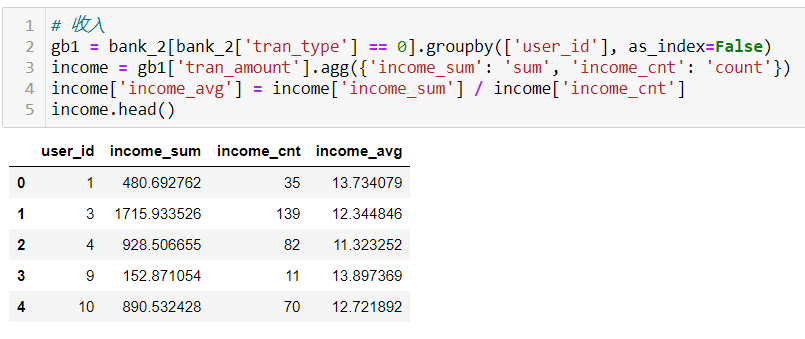 1 # 收入
2 gb1 = bank_2[bank_2['tran_type'] == 0].groupby(['user_id'], as_index=False)
3 income = gb1['tran_amount'].agg({'income_sum': 'sum', 'income_cnt': 'count'})
4 income['income_avg'] = income['income_sum'] / income['income_cnt']
5 income.head()
user_id income_sum income_cnt income_avg
0 1 480.692762 35 13.734079
1 3 1715.933526 139 12.344846
2 4 928.506655 82 11.323252
3 9 152.871054 11 13.897369
4 10 890.532428 70 12.721892